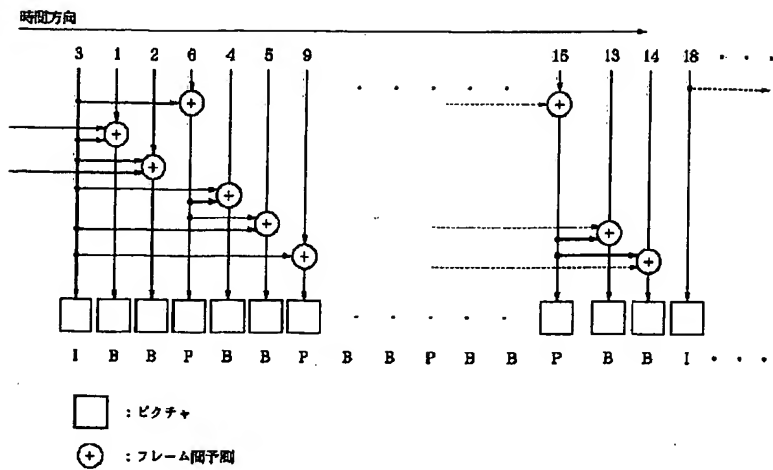 時間方向
3 1 2 6 4 5 9 · · · · · 15 13 14 18 · · ·
I B B P B B P B B P B B P B B I · · ·
: ピクチャ
: フレーム間予測